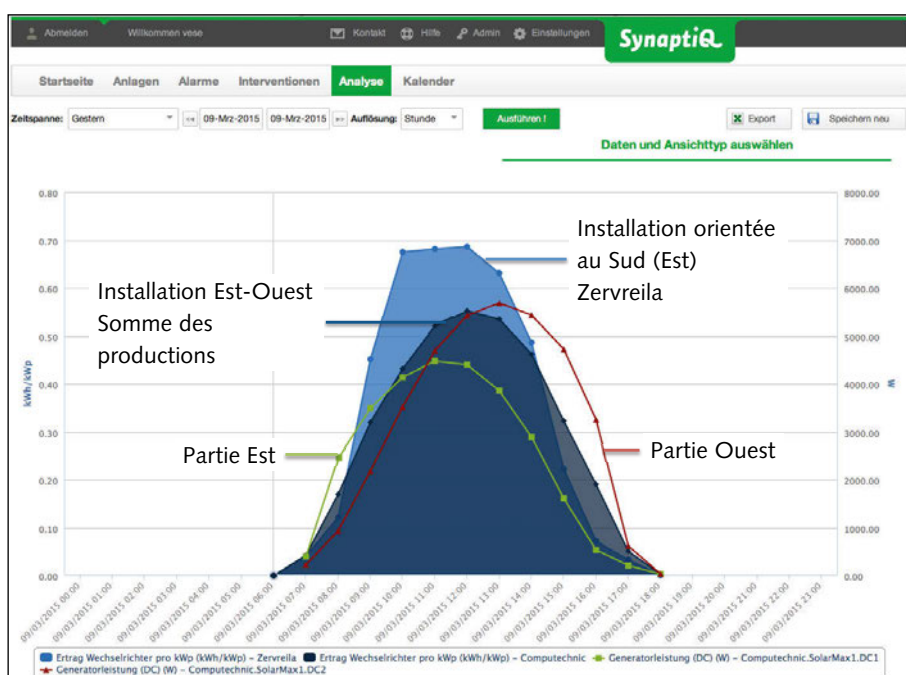 Abmelden Willkommen vese Kontakt Hilfe Admin Einstellungen SynaptiQ
Startseite Anlagen Alarme Interventionen Analyse Kalender
Zeitspanne: Gestern << 09-Mrz-2015 09-Mrz-2015 >> Auflösung: Stunde Ausführen ! Export Speichern neu
Daten und Ansichttyp auswählen
0.80 8000.00
0.70 7000.00
0.60 6000.00
0.50 5000.00
0.40 4000.00
0.30 3000.00
0.20 2000.00
0.10 1000.00
0.00 0.00
kWh/kWp
W
Installation orientée
au Sud (Est)
Zervreila
Installation Est-Ouest
Somme des
productions
Partie Est
Partie Ouest
09/03/2015 00:00
09/03/2015 01:00
09/03/2015 02:00
09/03/2015 03:00
09/03/2015 04:00
09/03/2015 05:00
09/03/2015 06:00
09/03/2015 07:00
09/03/2015 08:00
09/03/2015 09:00
09/03/2015 10:00
09/03/2015 11:00
09/03/2015 12:00
09/03/2015 13:00
09/03/2015 14:00
09/03/2015 15:00
09/03/2015 16:00
09/03/2015 17:00
09/03/2015 18:00
09/03/2015 19:00
09/03/2015 20:00
09/03/2015 21:00
09/03/2015 22:00
09/03/2015 23:00
Ertrag Wechselrichter pro kWp (kWh/kWp) – Zervreila Ertrag Wechselrichter pro kWp (kWh/kWp) – Computechnic Generatorleistung (DC) (W) – Computechnic.SolarMax1.DC1
Generatorleistung (DC) (W) – Computechnic.SolarMax1.DC2